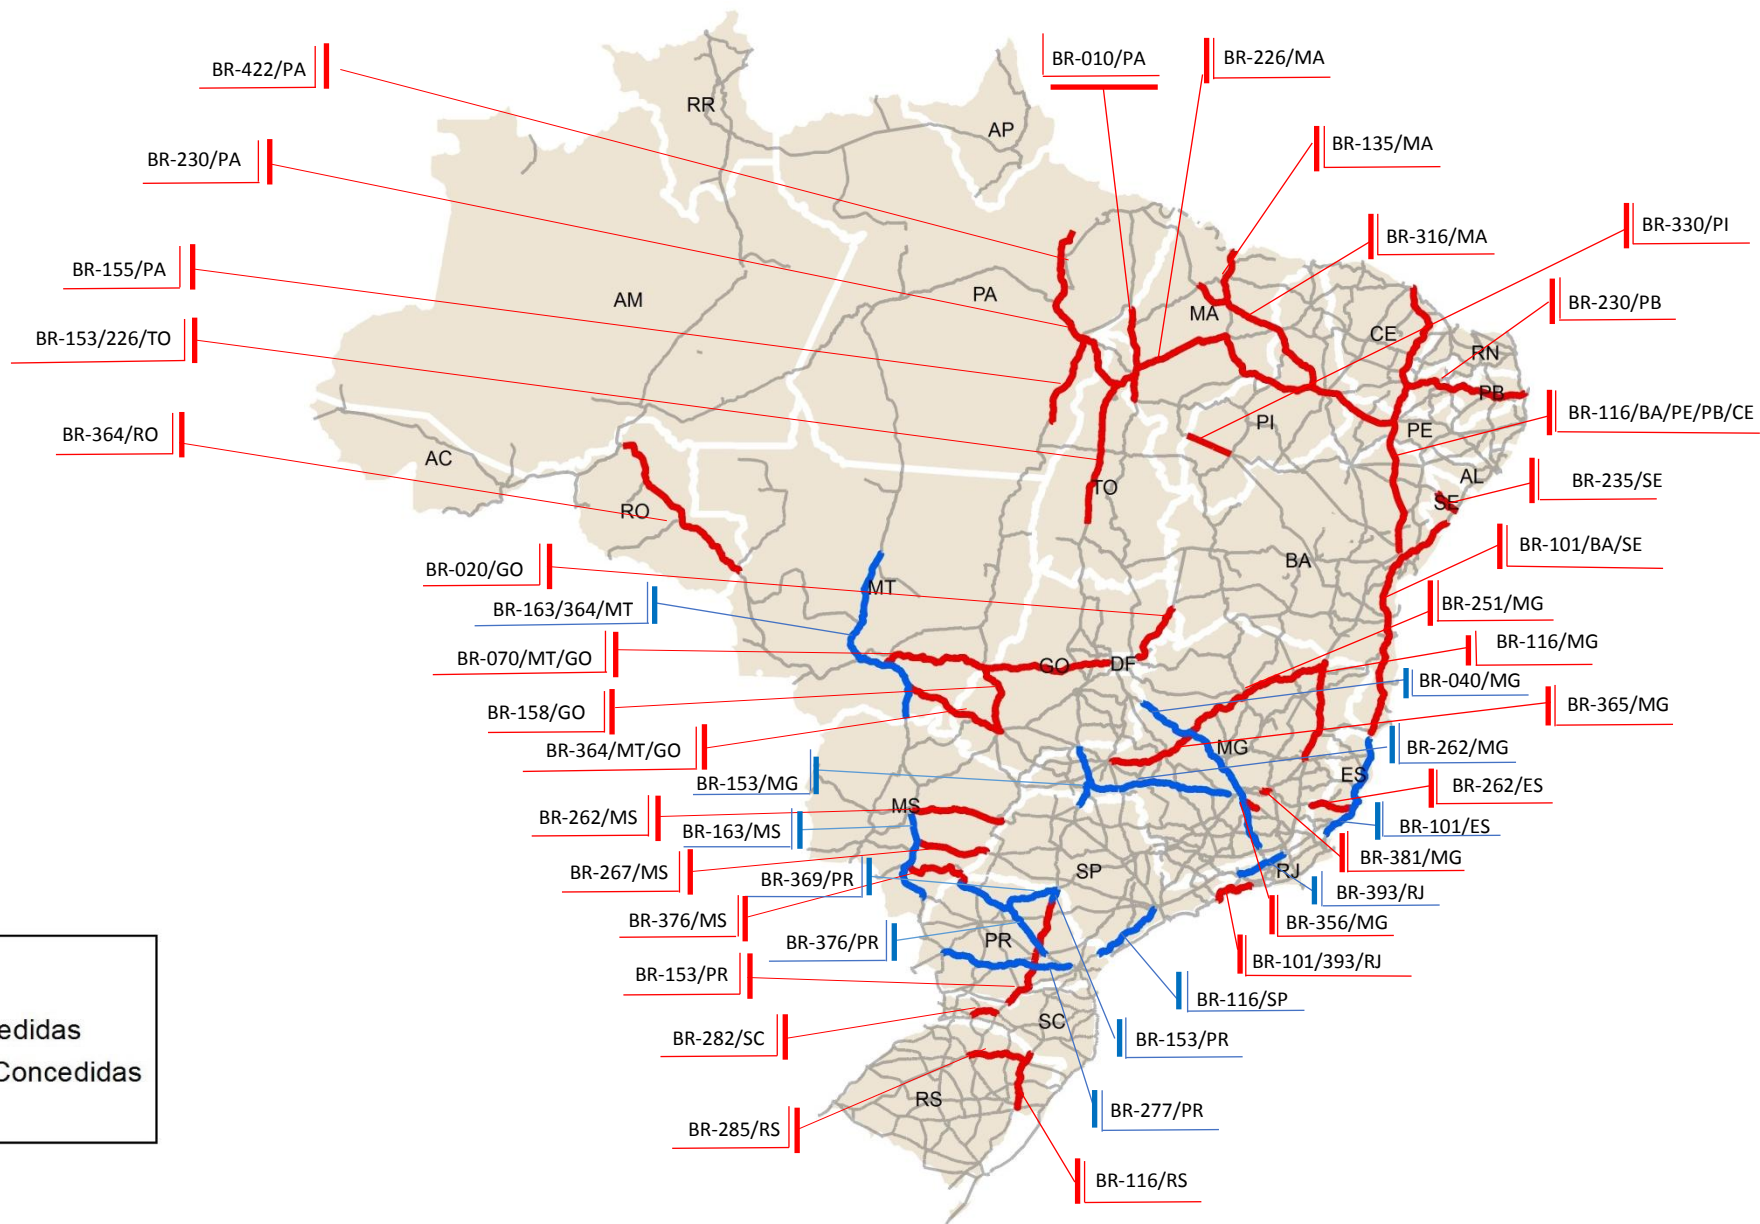 BR-010/PA
BR-226/MA
BR-422/PA
RR
AP
BR-135/MA
BR-230/PA
BR-330/PI
BR-316/MA
BR-155/PA
AM
PA
MA
BR-230/PB
BR-153/226/TO
CE
RN
PB
BR-364/RO
PI
PE
BR-116/BA/PE/PB/CE
AC
TO
AL
BR-235/SE
SE
RO
BR-101/BA/SE
BR-020/GO
MT
BA
BR-163/364/MT
BR-251/MG
BR-116/MG
BR-070/MT/GO
GO
DF
BR-040/MG
BR-158/GO
BR-365/MG
BR-364/MT/GO
MG
BR-262/MG
BR-153/MG
ES
BR-262/ES
MS
BR-262/MS
BR-163/MS
BR-101/ES
BR-381/MG
BR-267/MS
BR-369/PR
SP
RJ
BR-393/RJ
BR-376/MS
BR-356/MG
BR-376/PR
PR
BR-101/393/RJ
BR-153/PR
BR-116/SP
edidas
SC
BR-282/SC
BR-153/PR
Concedidas
RS
BR-277/PR
BR-285/RS
BR-116/RS